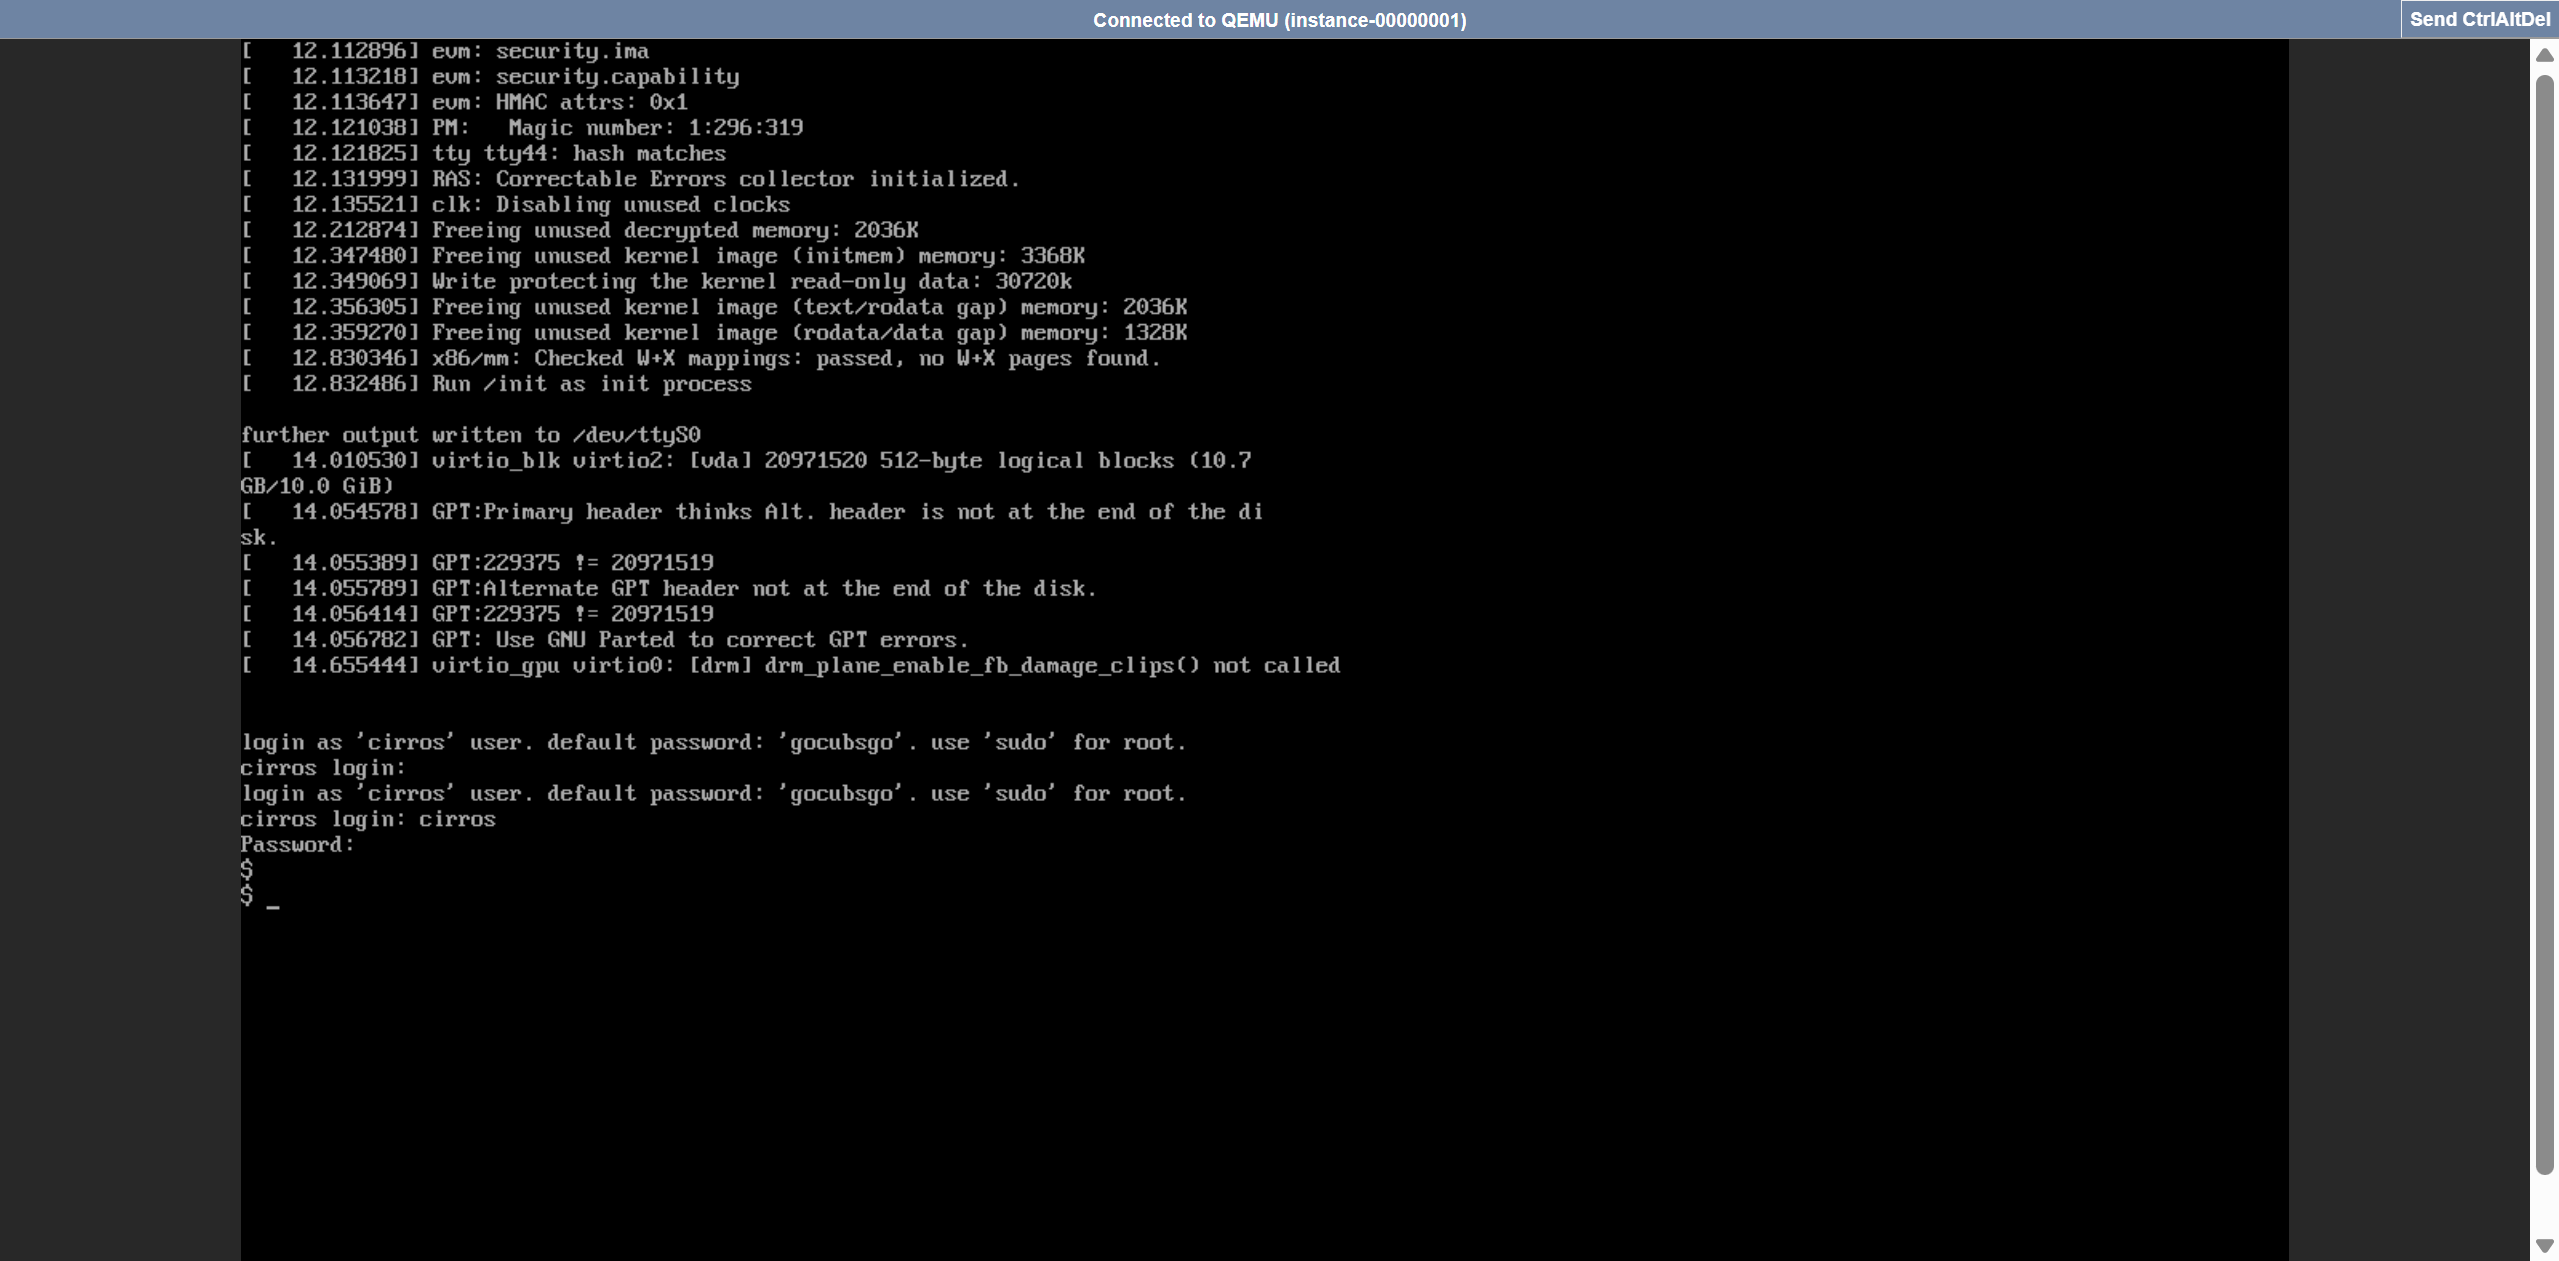 Connected to QEMU (instance-00000001)
Send CtrlAltDel
[   12.112896] evm: security.ima
[   12.113218] evm: security.capability
[   12.113647] evm: HMAC attrs: 0x1
[   12.121038] PM:   Magic number: 1:296:319
[   12.121825] tty tty44: hash matches
[   12.131999] RAS: Correctable Errors collector initialized.
[   12.135521] clk: Disabling unused clocks
[   12.212874] Freeing unused decrypted memory: 2036K
[   12.347480] Freeing unused kernel image (initmem) memory: 3368K
[   12.349069] Write protecting the kernel read-only data: 30720k
[   12.356305] Freeing unused kernel image (text/rodata gap) memory: 2036K
[   12.359270] Freeing unused kernel image (rodata/data gap) memory: 1328K
[   12.830346] x86/mm: Checked W+X mappings: passed, no W+X pages found.
[   12.832486] Run /init as init process
further output written to /dev/ttyS0
[   14.010530] virtio_blk virtio2: [vda] 20971520 512-byte logical blocks (10.7
GB/10.0 GiB)
[   14.054578] GPT:Primary header thinks Alt. header is not at the end of the di
sk.
[   14.055389] GPT:229375 != 20971519
[   14.055789] GPT:Alternate GPT header not at the end of the disk.
[   14.056414] GPT:229375 != 20971519
[   14.056782] GPT: Use GNU Parted to correct GPT errors.
[   14.655444] virtio_gpu virtio0: [drm] drm_plane_enable_fb_damage_clips() not called
login as 'cirros' user. default password: 'gocubsgo'. use 'sudo' for root.
cirros login:
login as 'cirros' user. default password: 'gocubsgo'. use 'sudo' for root.
cirros login: cirros
Password:
$
$ _